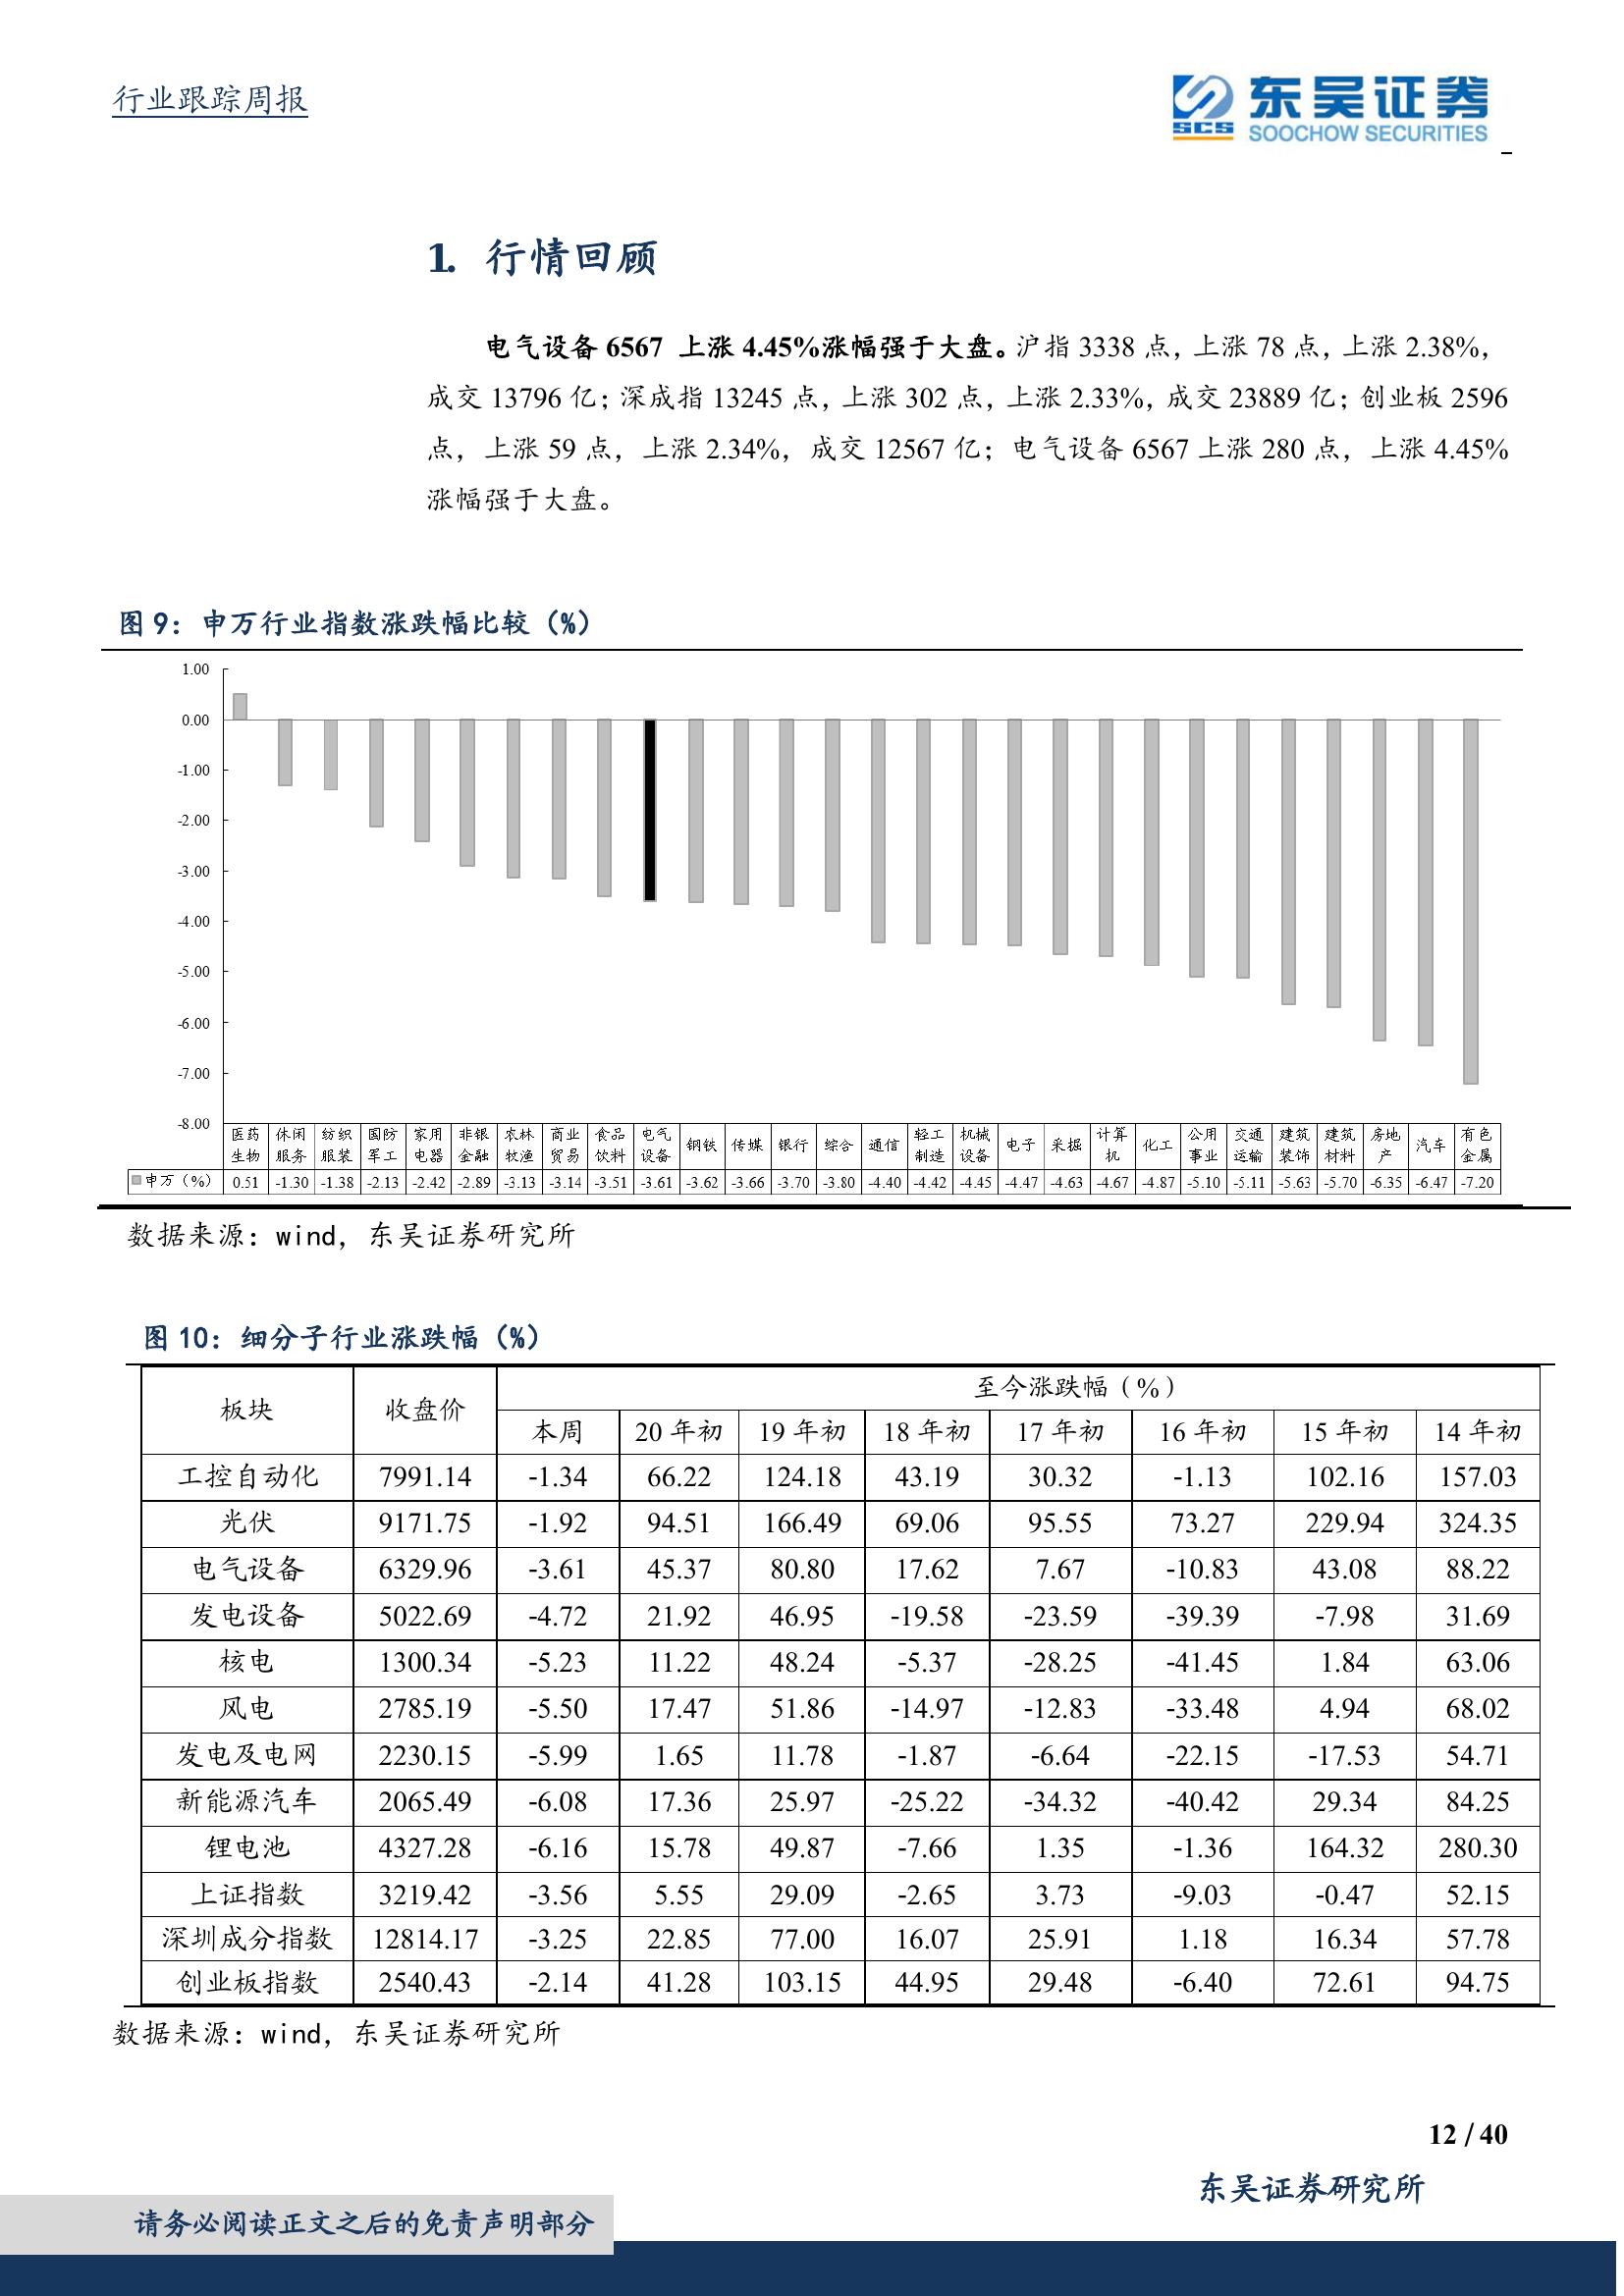 行业跟踪周报
SCS 东吴证券
SOOCHOW SECURITIES
1. 行情回顾
电气设备 6567 上涨 4.45%涨幅强于大盘。沪指 3338 点，上涨 78 点，上涨 2.38%，
成交 13796 亿；深成指 13245 点，上涨 302 点，上涨 2.33%，成交 23889 亿；创业板 2596
点，上涨 59 点，上涨 2.34%，成交 12567 亿；电气设备 6567 上涨 280 点，上涨 4.45%
涨幅强于大盘。
图 9：申万行业指数涨跌幅比较（%）
1.00
0.00
-1.00
-2.00
-3.00
-4.00
-5.00
-6.00
-7.00
-8.00
医药生物 休闲服务 纺织服装 国防军工 家用电器 非银金融 农林牧渔 商业贸易 食品饮料 电气设备 钢铁 传媒 银行 综合 通信 轻工制造 机械设备 电子 采掘 计算机 化工 公用事业 交通运输 建筑装饰 建筑材料 房地产 汽车 有色金属
申万（%） 0.51 -1.30 -1.38 -2.13 -2.42 -2.89 -3.13 -3.14 -3.51 -3.61 -3.62 -3.66 -3.70 -3.80 -4.40 -4.42 -4.45 -4.47 -4.63 -4.67 -4.87 -5.10 -5.11 -5.63 -5.70 -6.35 -6.47 -7.20
数据来源：wind，东吴证券研究所
图 10：细分子行业涨跌幅（%）
板块 收盘价 至今涨跌幅（%）
本周 20 年初 19 年初 18 年初 17 年初 16 年初 15 年初 14 年初
工控自动化 7991.14 -1.34 66.22 124.18 43.19 30.32 -1.13 102.16 157.03
光伏 9171.75 -1.92 94.51 166.49 69.06 95.55 73.27 229.94 324.35
电气设备 6329.96 -3.61 45.37 80.80 17.62 7.67 -10.83 43.08 88.22
发电设备 5022.69 -4.72 21.92 46.95 -19.58 -23.59 -39.39 -7.98 31.69
核电 1300.34 -5.23 11.22 48.24 -5.37 -28.25 -41.45 1.84 63.06
风电 2785.19 -5.50 17.47 51.86 -14.97 -12.83 -33.48 4.94 68.02
发电及电网 2230.15 -5.99 1.65 11.78 -1.87 -6.64 -22.15 -17.53 54.71
新能源汽车 2065.49 -6.08 17.36 25.97 -25.22 -34.32 -40.42 29.34 84.25
锂电池 4327.28 -6.16 15.78 49.87 -7.66 1.35 -1.36 164.32 280.30
上证指数 3219.42 -3.56 5.55 29.09 -2.65 3.73 -9.03 -0.47 52.15
深圳成分指数 12814.17 -3.25 22.85 77.00 16.07 25.91 1.18 16.34 57.78
创业板指数 2540.43 -2.14 41.28 103.15 44.95 29.48 -6.40 72.61 94.75
数据来源：wind，东吴证券研究所
12 / 40
东吴证券研究所
请务必阅读正文之后的免责声明部分